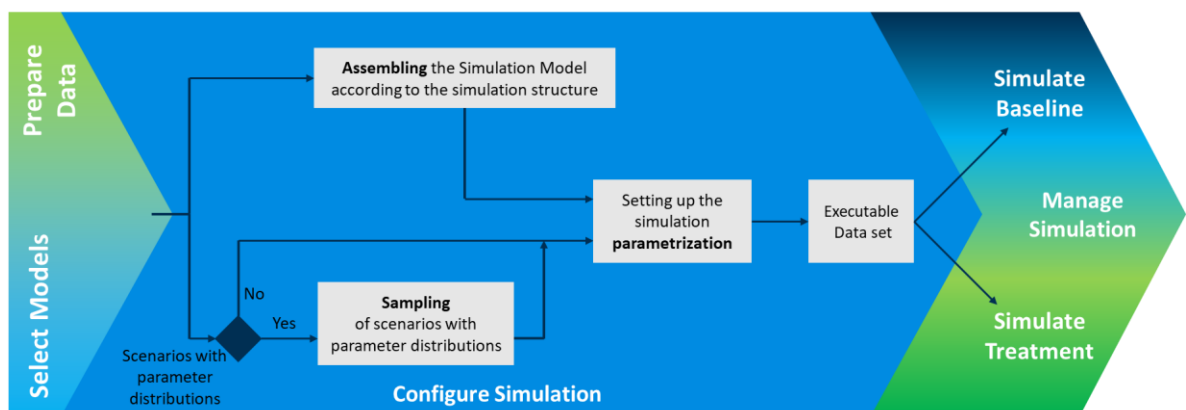 Prepare
Data
Select Models
Assembling the Simulation Model
according to the simulation structure
Scenarios with
parameter
distributions
No
Yes
Sampling
of scenarios with
parameter distributions
Setting up the
simulation
parametrization
Executable
Data set
Configure Simulation
Simulate
Baseline
Manage
Simulation
Simulate
Treatment